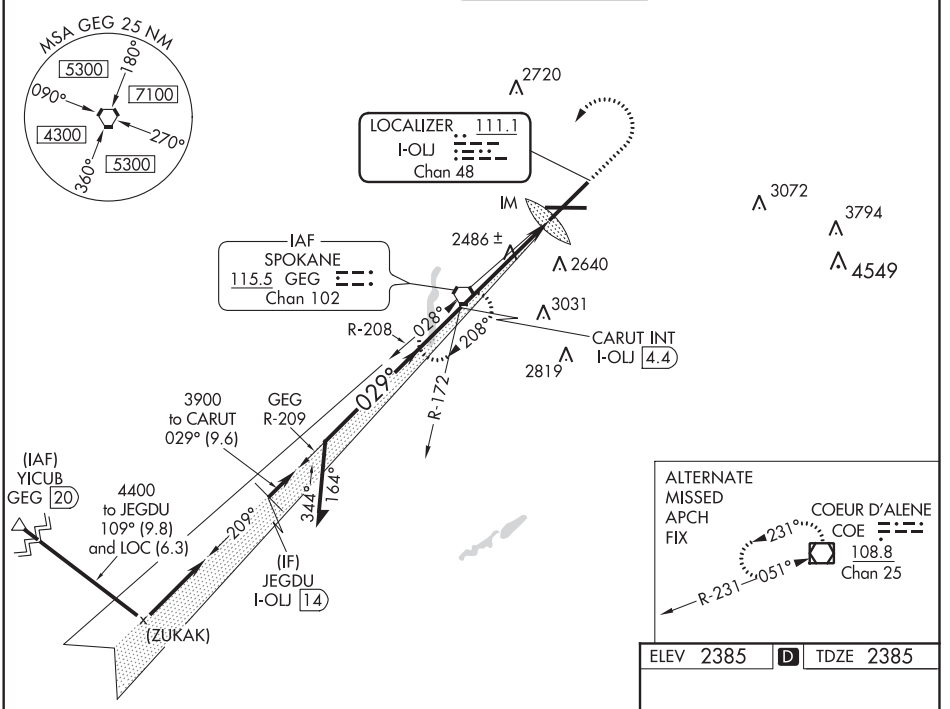 MSA GEG 25 NM
5300
180°
090°
7100
4300
270°
360°
5300
2720
LOCALIZER 111.1
I-OLJ
Chan 48
IM
3072
3794
4549
2486 ±
2640
IAF
SPOKANE
115.5 GEG
Chan 102
3031
R-208
028°
208°
CARUT INT
I-OLJ 4.4
2819
029°
R-172
3900
to CARUT
029° (9.6)
GEG
R-209
(IAF)
YICUB
GEG 20
4400
to JEGDU
109° (9.8)
and LOC (6.3)
209°
344°
164°
(IF)
JEGDU
I-OLJ 14
(ZUKAK)
ALTERNATE
MISSED
APCH
FIX
COEUR D'ALENE
COE
108.8
Chan 25
231°
R-231
051°
ELEV 2385 D TDZE 2385